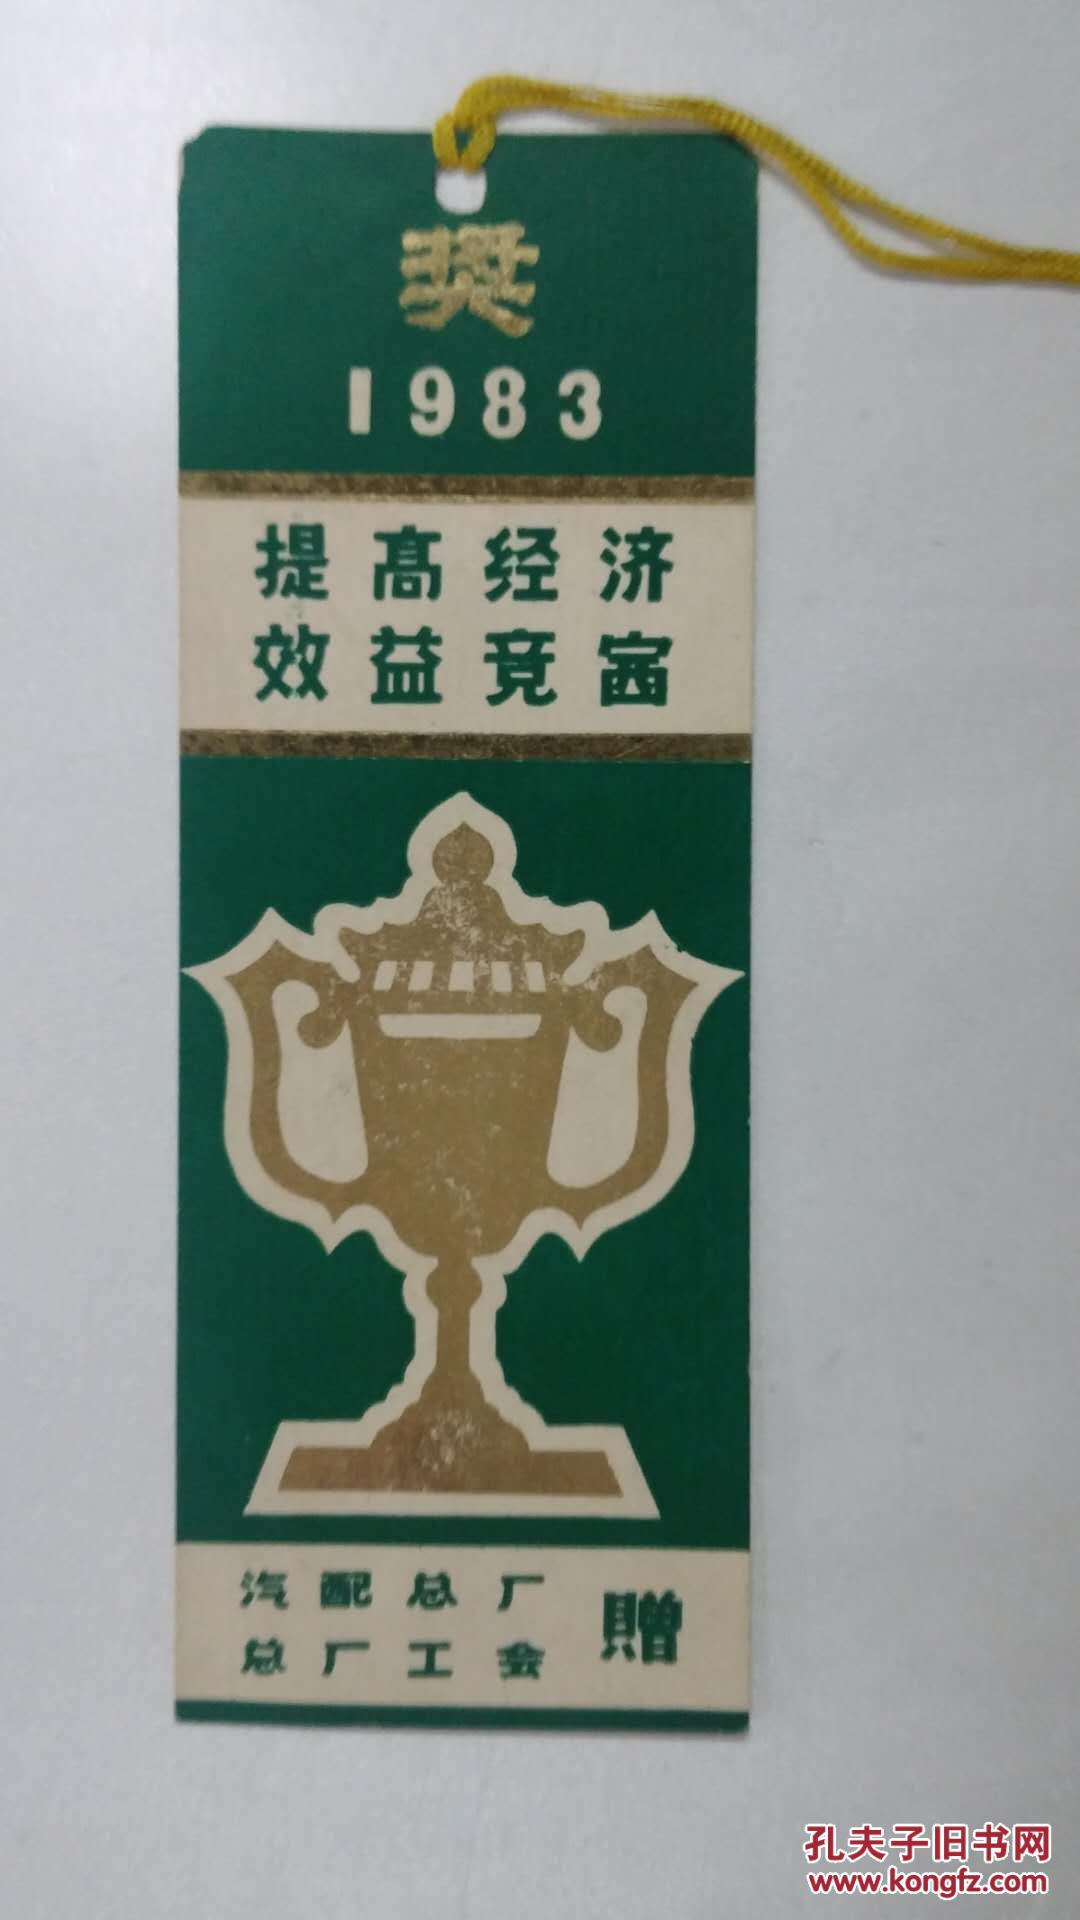 奖
1983
提高经济
效益竞赛
汽配总厂
总厂工会
贈
孔夫子旧书网
www.kongfz.com